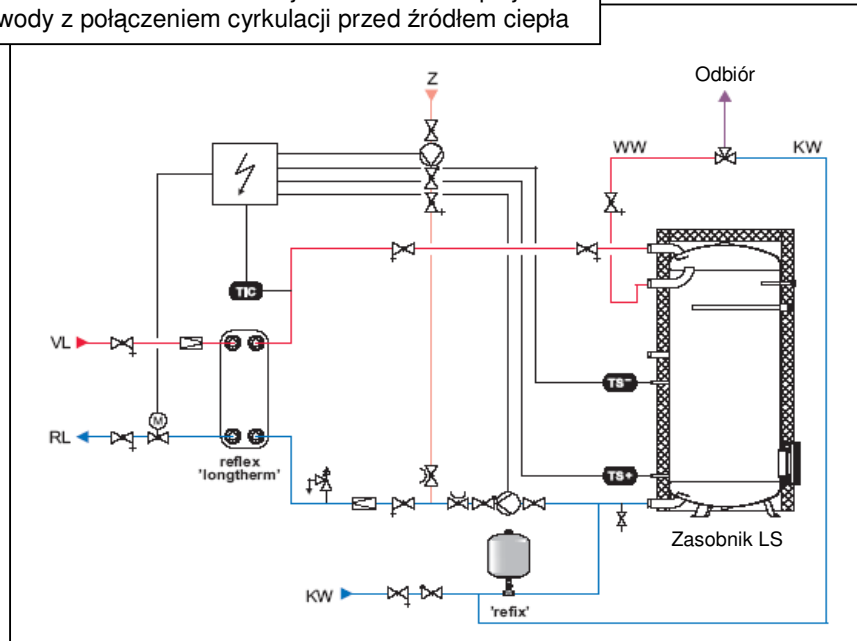 wody z połączeniem cyrkulacji przed źródłem ciepła
Z
Odbiór
WW
KW
TIC
VL
TS-
M
RL
reflex
'longtherm'
TS+
Zasobnik LS
KW
'refix'